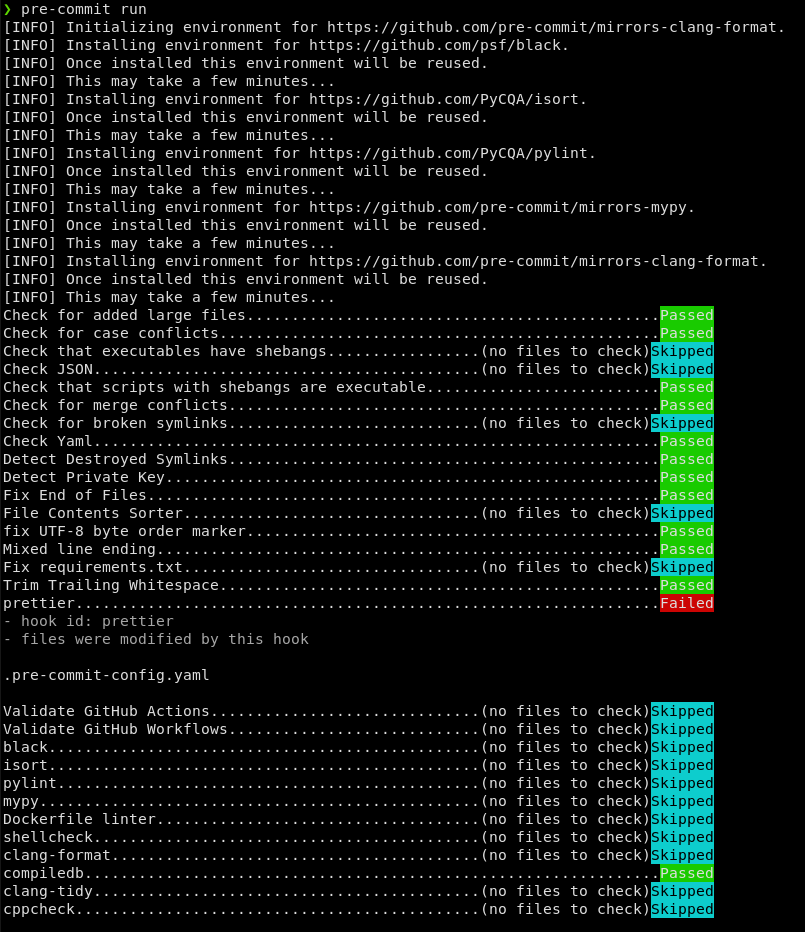 ❯ pre-commit run
[INFO] Initializing environment for https://github.com/pre-commit/mirrors-clang-format.
[INFO] Installing environment for https://github.com/psf/black.
[INFO] Once installed this environment will be reused.
[INFO] This may take a few minutes...
[INFO] Installing environment for https://github.com/PyCQA/isort.
[INFO] Once installed this environment will be reused.
[INFO] This may take a few minutes...
[INFO] Installing environment for https://github.com/PyCQA/pylint.
[INFO] Once installed this environment will be reused.
[INFO] This may take a few minutes...
[INFO] Installing environment for https://github.com/pre-commit/mirrors-mypy.
[INFO] Once installed this environment will be reused.
[INFO] This may take a few minutes...
[INFO] Installing environment for https://github.com/pre-commit/mirrors-clang-format.
[INFO] Once installed this environment will be reused.
[INFO] This may take a few minutes...
Check for added large files..............................................Passed
Check for case conflicts.................................................Passed
Check that executables have shebangs.................(no files to check)Skipped
Check JSON...........................................(no files to check)Skipped
Check that scripts with shebangs are executable..........................Passed
Check for merge conflicts................................................Passed
Check for broken symlinks............................(no files to check)Skipped
Check Yaml...............................................................Passed
Detect Destroyed Symlinks................................................Passed
Detect Private Key.......................................................Passed
Fix End of Files.........................................................Passed
File Contents Sorter.................................(no files to check)Skipped
fix UTF-8 byte order marker..............................................Passed
Mixed line ending........................................................Passed
Fix requirements.txt.................................(no files to check)Skipped
Trim Trailing Whitespace.................................................Passed
prettier.................................................................Failed
- hook id: prettier
- files were modified by this hook

.pre-commit-config.yaml

Validate GitHub Actions..............................(no files to check)Skipped
Validate GitHub Workflows............................(no files to check)Skipped
black................................................(no files to check)Skipped
isort................................................(no files to check)Skipped
pylint...............................................(no files to check)Skipped
mypy.................................................(no files to check)Skipped
Dockerfile linter....................................(no files to check)Skipped
shellcheck...........................................(no files to check)Skipped
clang-format.........................................(no files to check)Skipped
compiledb................................................................Passed
clang-tidy...........................................(no files to check)Skipped
cppcheck.............................................(no files to check)Skipped